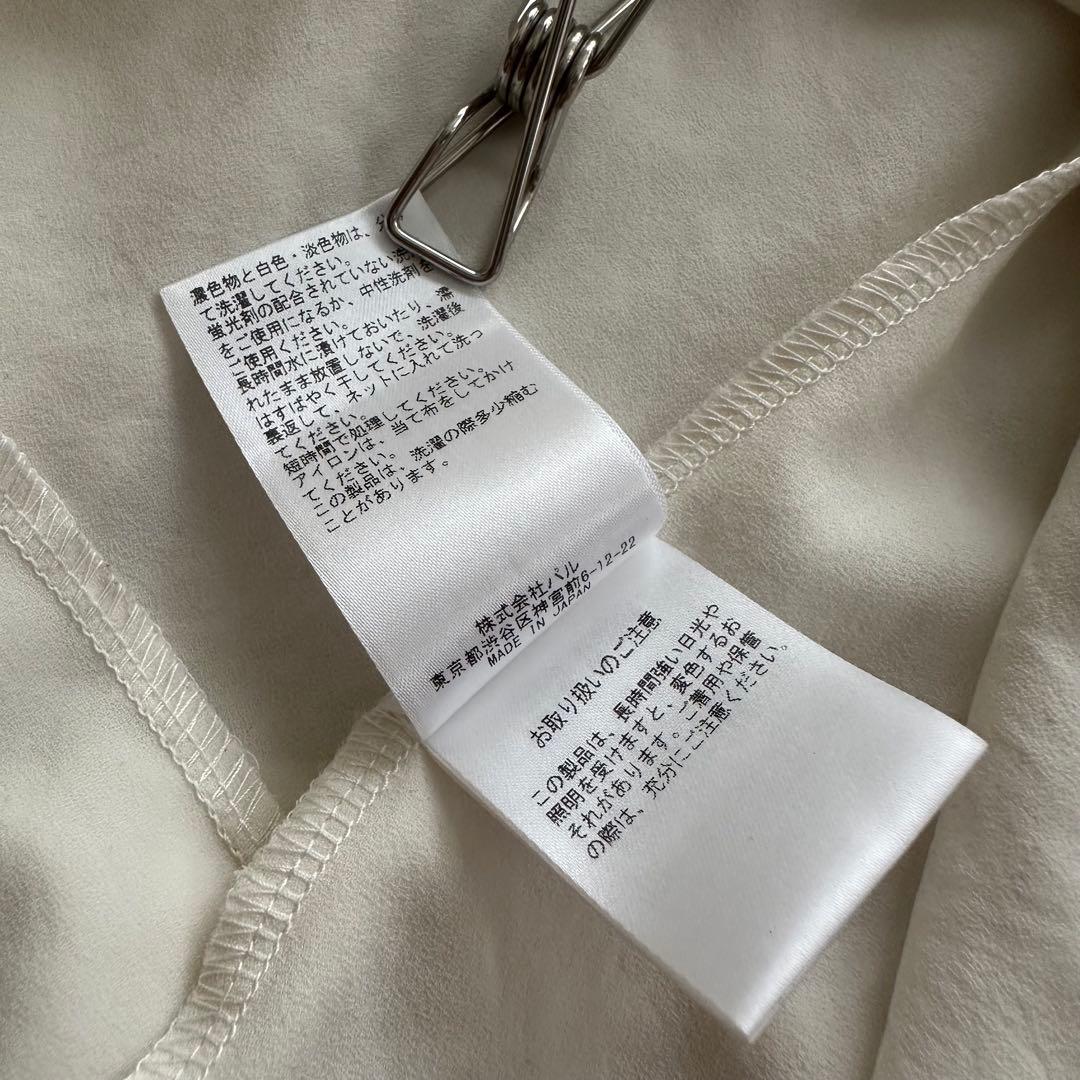 濃色物と白色・淡色物は、分
て洗濯してください。
蛍光剤の配合されていない洗
をご使用になるか、中性洗剤を
ご使用ください。
長時間水に漬けておいたり、濡
れたまま放置しないで、洗濯後
はすばやく干してください。
裏返して、ネットに入れて洗っ
てください。
短時間で処理してください。
アイロンは、当て布をしてかけ
てください。
この製品は、洗濯の際多少縮む
ことがあります。
株式会社パル
東京都渋谷区神宮前6-12-22
MADE IN JAPAN
お取り扱いのご注意
この製品は、長時間強い日光や
照明を受けますと、変色するお
それがあります。ご着用や保管
の際は、充分にご注意ください。